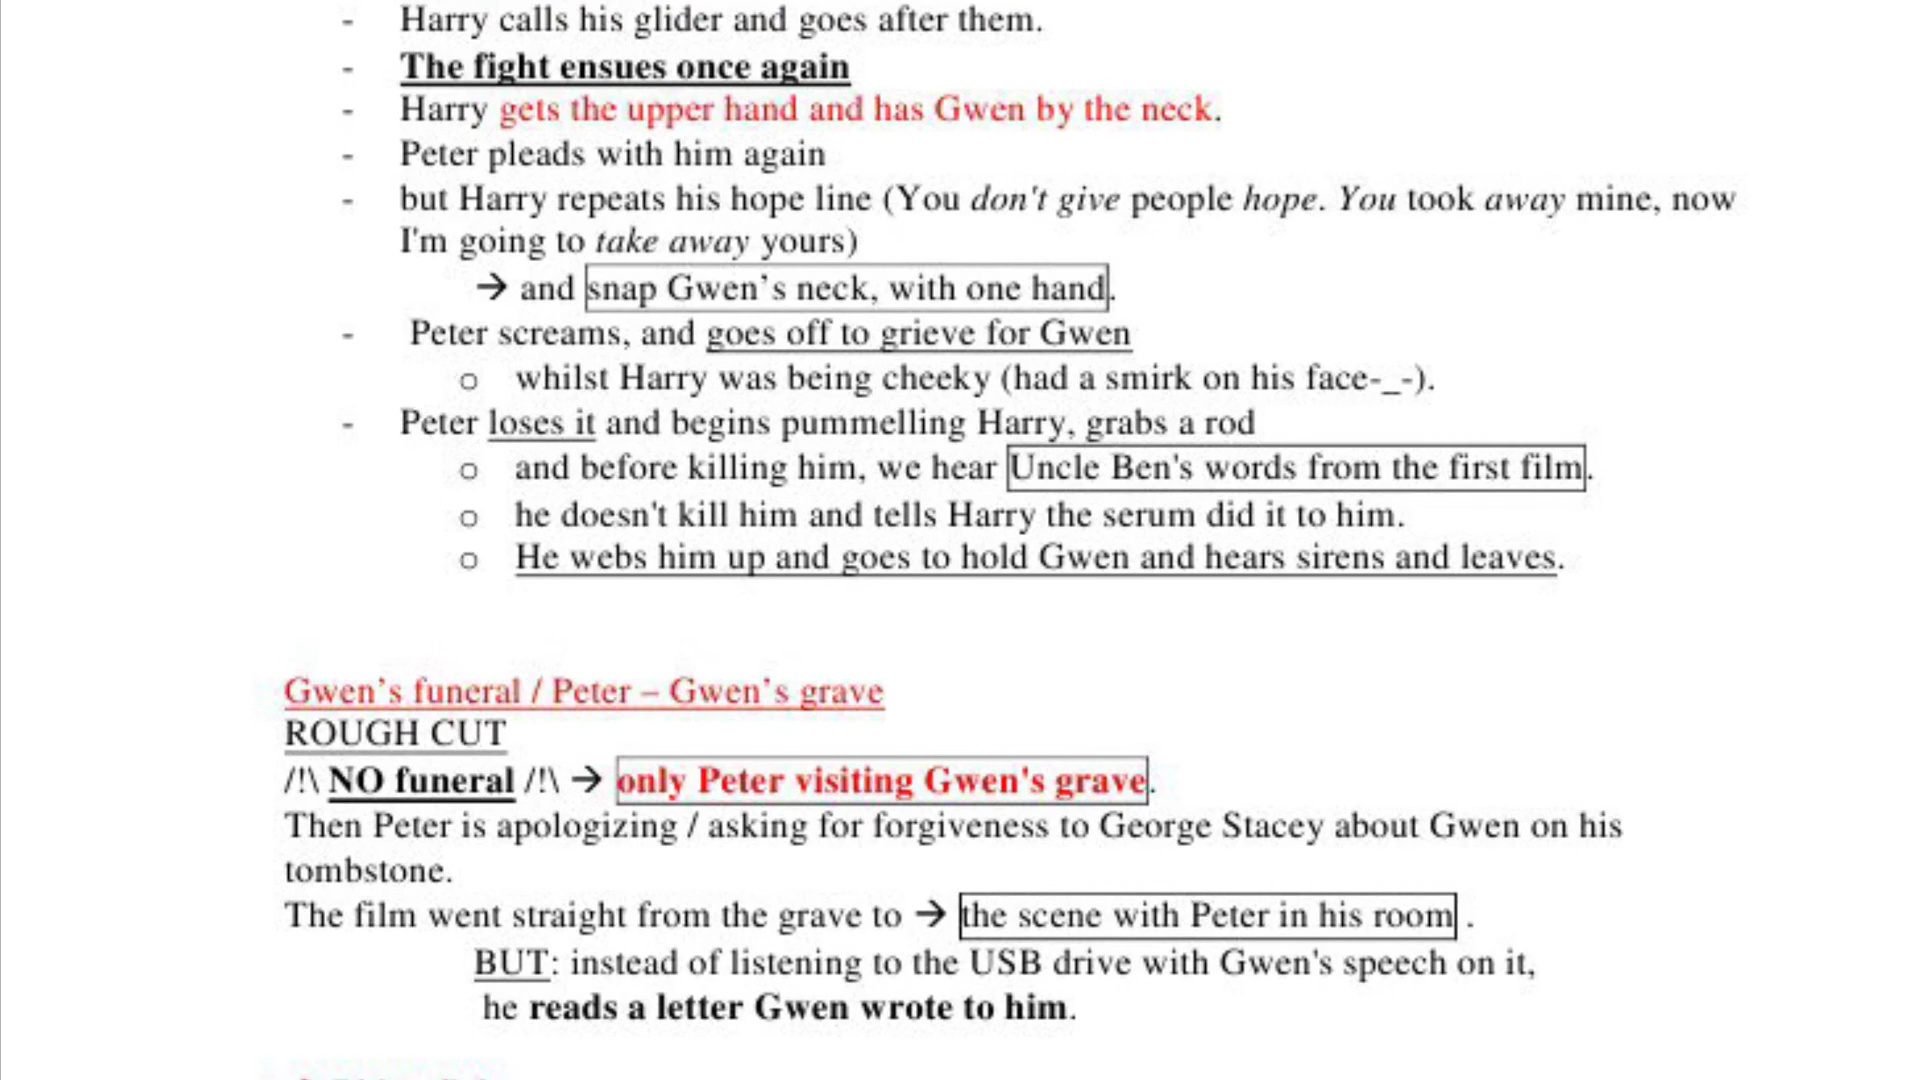 - Harry calls his glider and goes after them.
- The fight ensues once again
- Harry gets the upper hand and has Gwen by the neck.
- Peter pleads with him again
- but Harry repeats his hope line (You don't give people hope. You took away mine, now
I'm going to take away yours)
→ and snap Gwen's neck, with one hand.
- Peter screams, and goes off to grieve for Gwen
o whilst Harry was being cheeky (had a smirk on his face-_-).
- Peter loses it and begins pummelling Harry, grabs a rod
o and before killing him, we hear Uncle Ben's words from the first film.
o he doesn't kill him and tells Harry the serum did it to him.
o He webs him up and goes to hold Gwen and hears sirens and leaves.
Gwen's funeral / Peter – Gwen's grave
ROUGH CUT
/!\ NO funeral /!\ → only Peter visiting Gwen's grave.
Then Peter is apologizing / asking for forgiveness to George Stacey about Gwen on his
tombstone.
The film went straight from the grave to → the scene with Peter in his room .
BUT: instead of listening to the USB drive with Gwen's speech on it,
he reads a letter Gwen wrote to him.